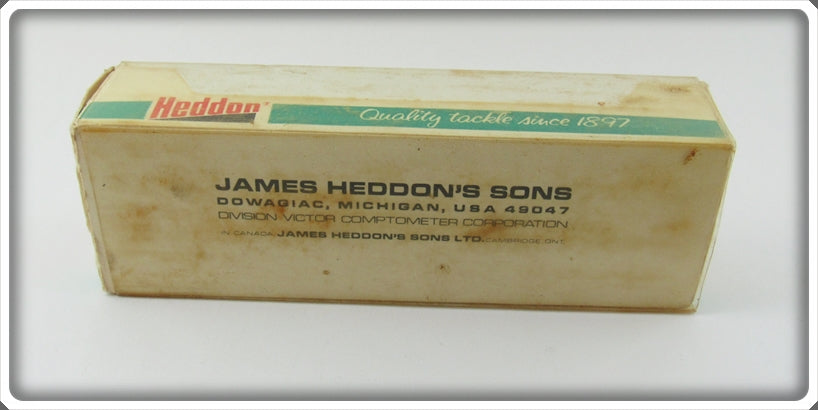 Heddon
Quality tackle since 1897
JAMES HEDDON'S SONS
DOWAGIAC, MICHIGAN, USA 49047
DIVISION VICTOR COMPTOMETER CORPORATION
IN CANADA, JAMES HEDDON'S SONS LTD. CAMBRIDGE, ONT.